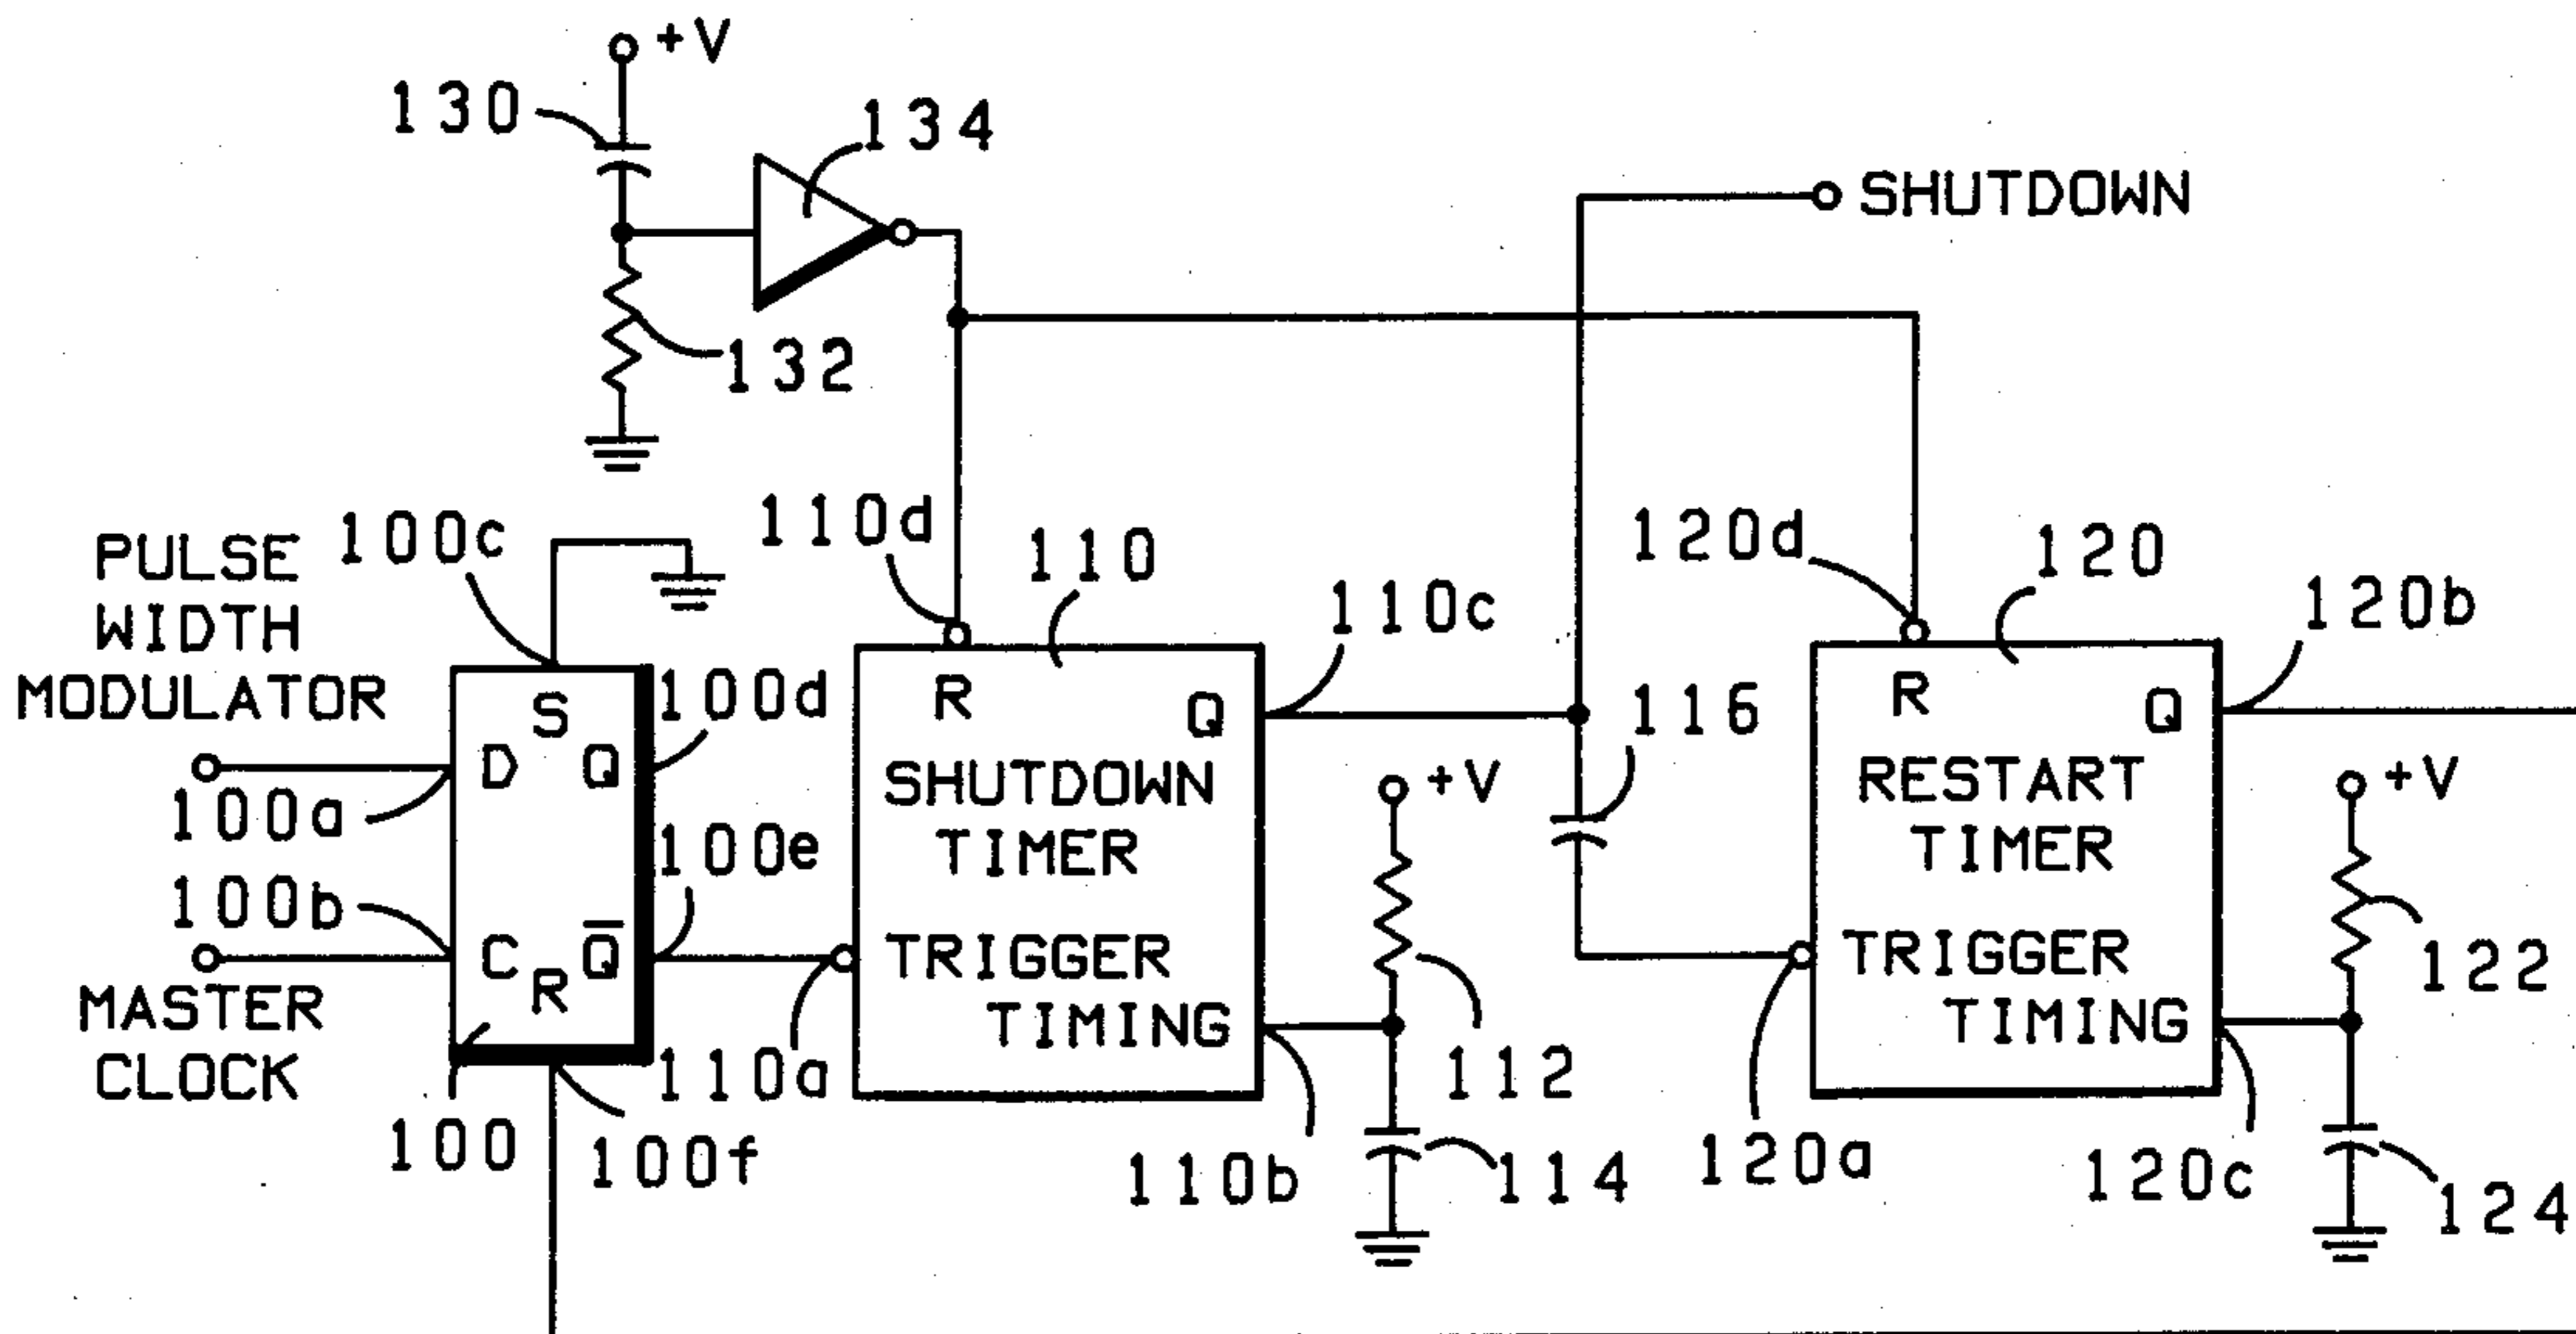 +V
130
134
SHUTDOWN
132
PULSE
WIDTH
MODULATOR
100c
110d
110
110c
120d
120
120b
S
D
Q
100d
R
Q
116
R
Q
100a
SHUTDOWN
TIMER
+V
RESTART
TIMER
+V
100b
100e
C
R
Q̅
TRIGGER
TIMING
TRIGGER
TIMING
122
MASTER
CLOCK
110a
112
100
100f
110b
114
120a
120c
124